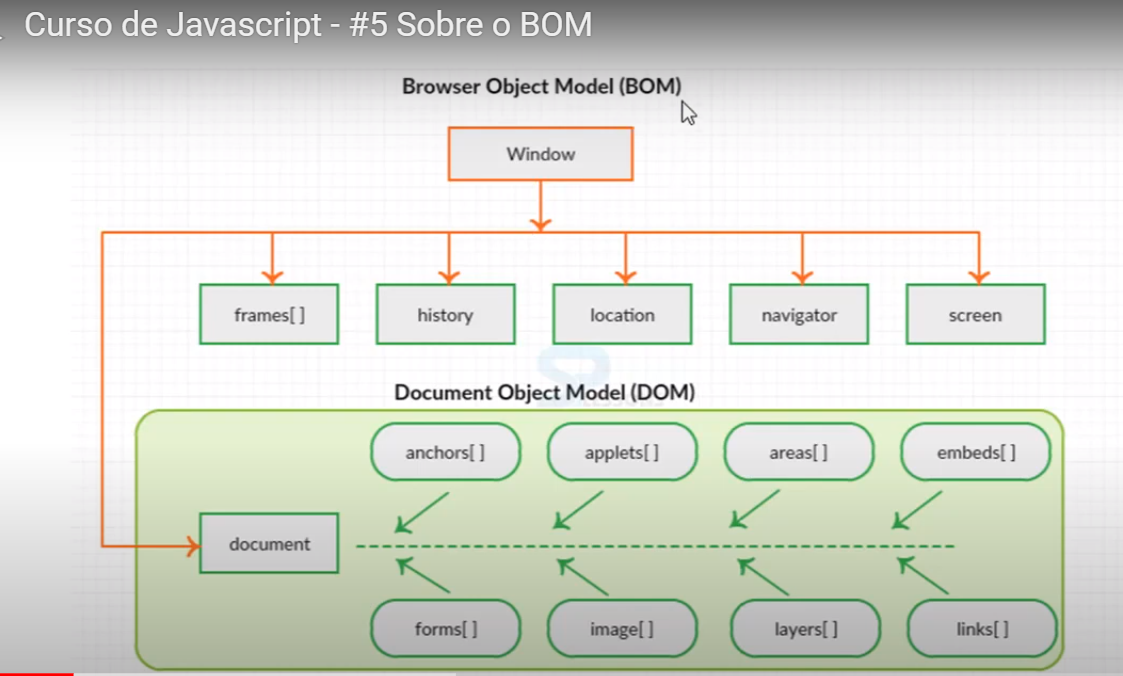 Curso de Javascript - #5 Sobre o BOM
Browser Object Model (BOM)
Window
frames[ ]
history
location
navigator
screen
Document Object Model (DOM)
anchors[ ]
applets[ ]
areas[ ]
embeds[ ]
document
forms[ ]
image[ ]
layers[ ]
links[ ]